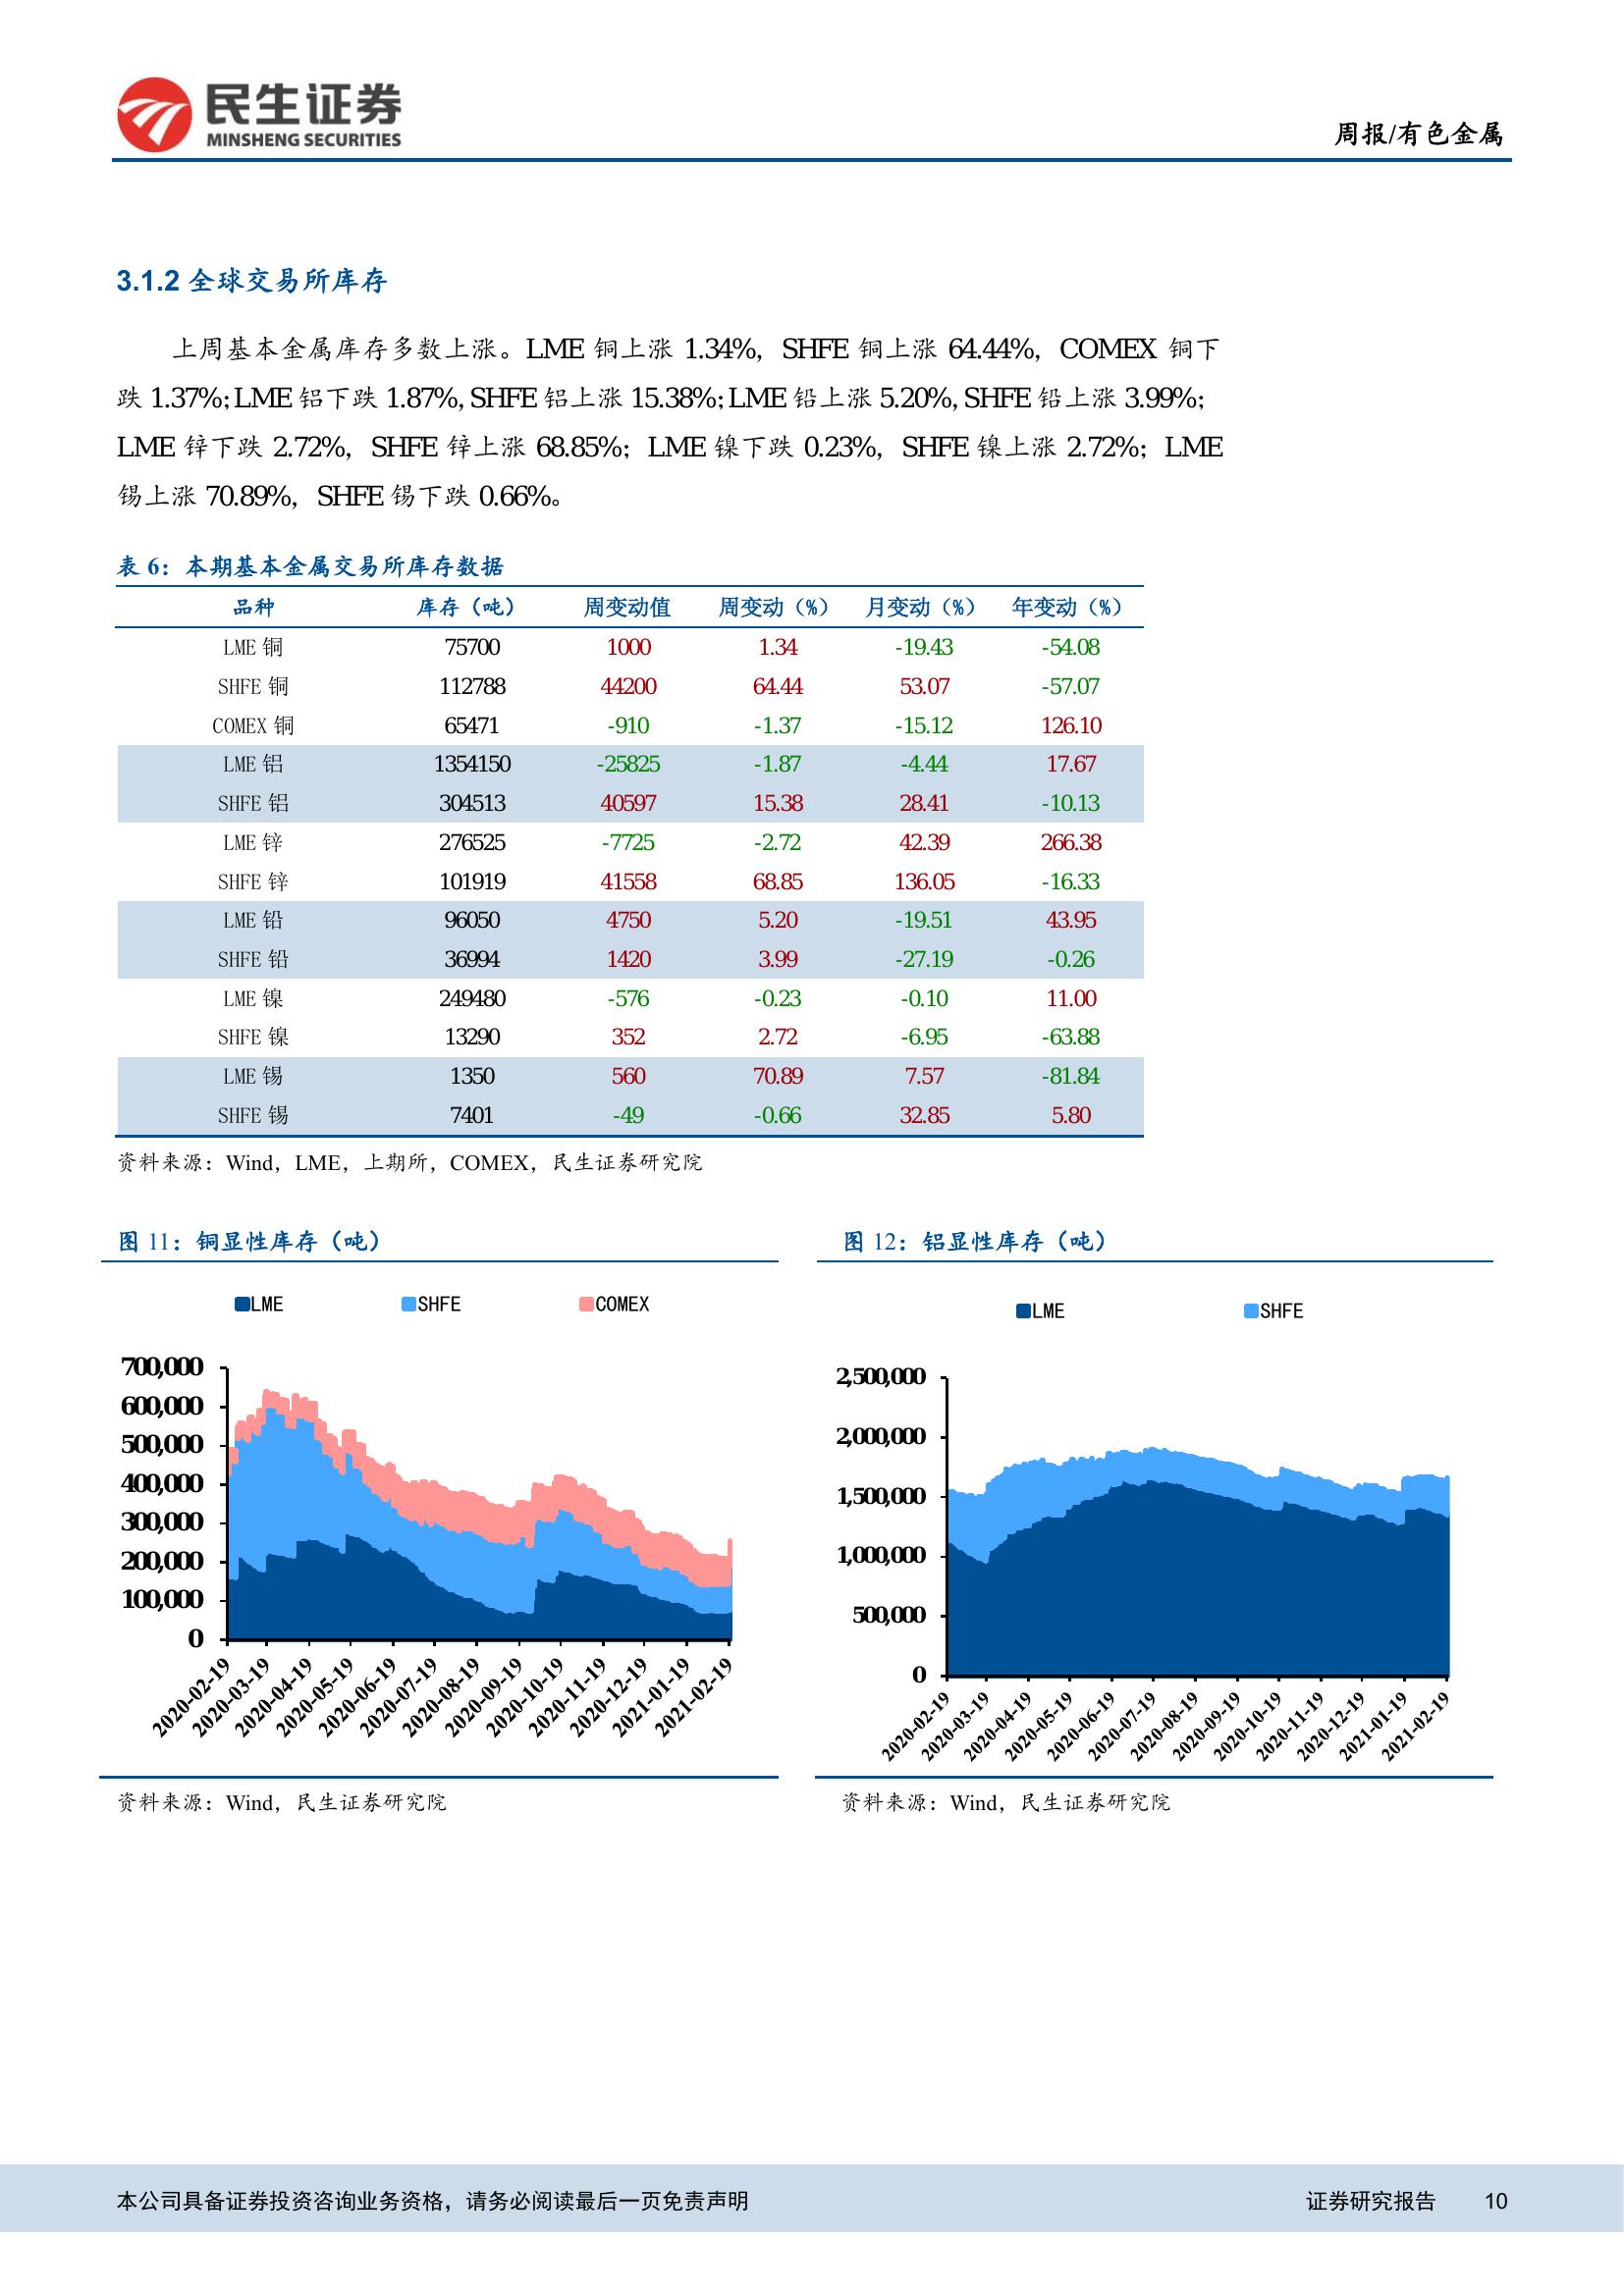 民生证券
MINSHENG SECURITIES
周报/有色金属
3.1.2 全球交易所库存
上周基本金属库存多数上涨。LME 铜上涨 1.34%，SHFE 铜上涨 64.44%，COMEX 铜下
跌 1.37%；LME 铝下跌 1.87%，SHFE 铝上涨 15.38%；LME 铅上涨 5.20%，SHFE 铅上涨 3.99%；
LME 锌下跌 2.72%，SHFE 锌上涨 68.85%；LME 镍下跌 0.23%，SHFE 镍上涨 2.72%；LME
锡上涨 70.89%，SHFE 锡下跌 0.66%。
表 6：本期基本金属交易所库存数据
品种 库存（吨） 周变动值 周变动（%） 月变动（%） 年变动（%）
LME 铜 75700 1000 1.34 -19.43 -54.08
SHFE 铜 112788 44200 64.44 53.07 -57.07
COMEX 铜 65471 -910 -1.37 -15.12 126.10
LME 铝 1354150 -25825 -1.87 -4.44 17.67
SHFE 铝 304513 40597 15.38 28.41 -10.13
LME 锌 276525 -7725 -2.72 42.39 266.38
SHFE 锌 101919 41558 68.85 136.05 -16.33
LME 铅 96050 4750 5.20 -19.51 43.95
SHFE 铅 36994 1420 3.99 -27.19 -0.26
LME 镍 249480 -576 -0.23 -0.10 11.00
SHFE 镍 13290 352 2.72 -6.95 -63.88
LME 锡 1350 560 70.89 7.57 -81.84
SHFE 锡 7401 -49 -0.66 32.85 5.80
资料来源：Wind，LME，上期所，COMEX，民生证券研究院
图 11：铜显性库存（吨）
LME SHFE COMEX
700,000
600,000
500,000
400,000
300,000
200,000
100,000
0
2020-02-19
2020-03-19
2020-04-19
2020-05-19
2020-06-19
2020-07-19
2020-08-19
2020-09-19
2020-10-19
2020-11-19
2020-12-19
2021-01-19
2021-02-19
资料来源：Wind，民生证券研究院
图 12：铝显性库存（吨）
LME SHFE
2,500,000
2,000,000
1,500,000
1,000,000
500,000
0
2020-02-19
2020-03-19
2020-04-19
2020-05-19
2020-06-19
2020-07-19
2020-08-19
2020-09-19
2020-10-19
2020-11-19
2020-12-19
2021-01-19
2021-02-19
资料来源：Wind，民生证券研究院
本公司具备证券投资咨询业务资格，请务必阅读最后一页免责声明 证券研究报告 10